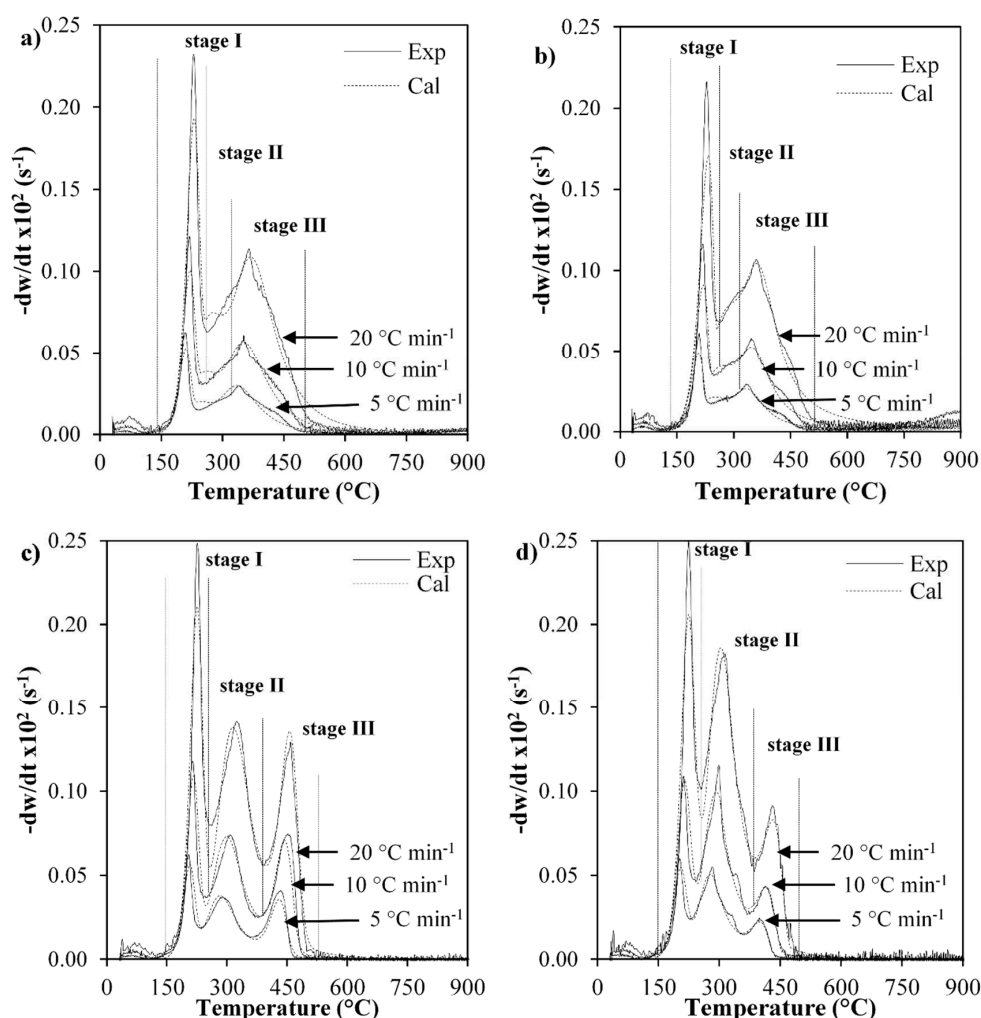 a)
stage I
Exp
Cal
stage II
stage III
20 °C min-1
10 °C min-1
5 °C min-1
-dw/dt x10² (s⁻¹)
0.25
0.20
0.15
0.10
0.05
0.00
0 150 300 450 600 750 900
Temperature (°C)
b)
stage I
Exp
Cal
stage II
stage III
20 °C min-1
10 °C min-1
5 °C min-1
-dw/dt x10² (s⁻¹)
0.25
0.20
0.15
0.10
0.05
0.00
0 150 300 450 600 750 900
Temperature (°C)
c)
stage I
Exp
Cal
stage II
stage III
20 °C min-1
10 °C min-1
5 °C min-1
-dw/dt x10² (s⁻¹)
0.25
0.20
0.15
0.10
0.05
0.00
0 150 300 450 600 750 900
Temperature (°C)
d)
stage I
Exp
Cal
stage II
stage III
20 °C min-1
10 °C min-1
5 °C min-1
-dw/dt x10² (s⁻¹)
0.25
0.20
0.15
0.10
0.05
0.00
0 150 300 450 600 750 900
Temperature (°C)